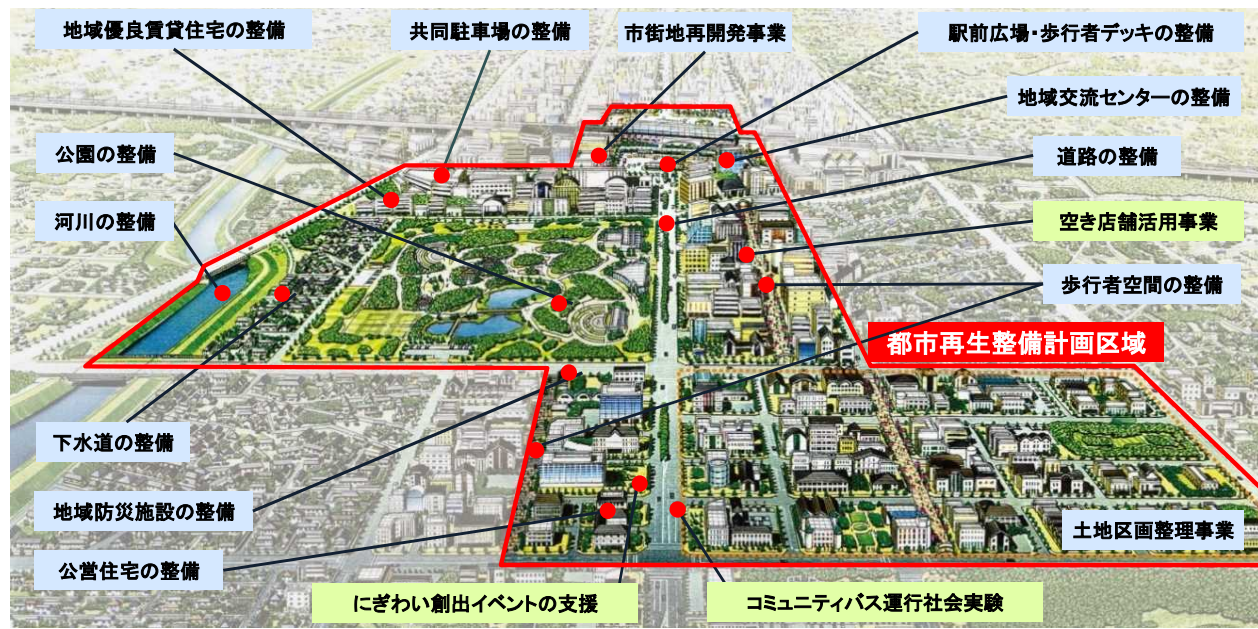 地域優良賃貸住宅の整備
共同駐車場の整備
市街地再開発事業
駅前広場・歩行者デッキの整備
地域交流センターの整備
公園の整備
道路の整備
河川の整備
空き店舗活用事業
歩行者空間の整備
都市再生整備計画区域
下水道の整備
地域防災施設の整備
土地区画整理事業
公営住宅の整備
にぎわい創出イベントの支援
コミュニティバス運行社会実験